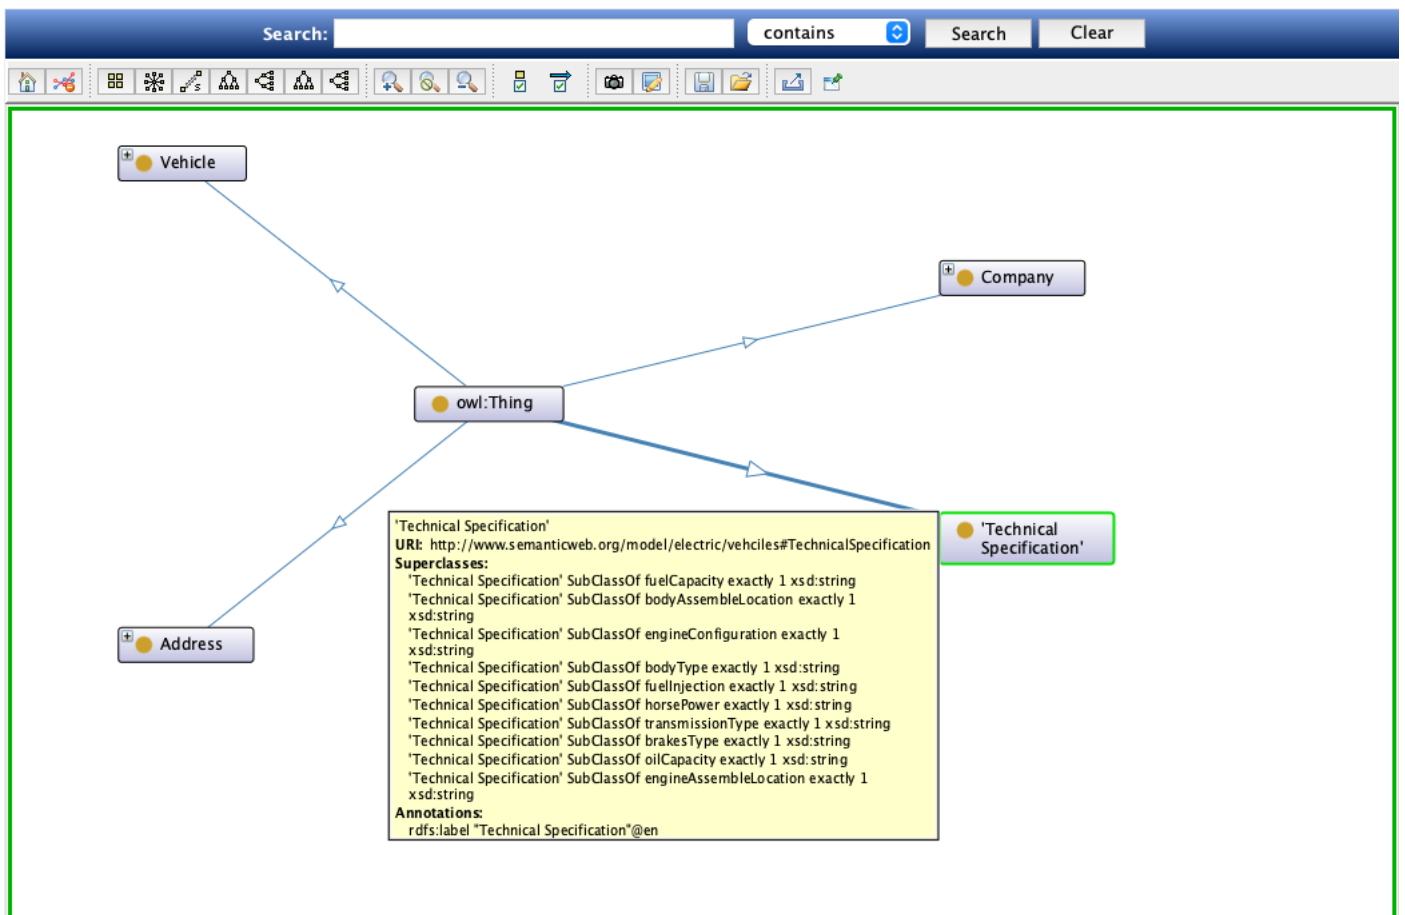 Search:
contains
Search
Clear
Vehicle
Company
owl:Thing
'Technical
Specification'
'Technical Specification'
URI: http://www.semanticweb.org/model/electric/vehciles#TechnicalSpecification
Superclasses:
'Technical Specification' SubClassOf fuelCapacity exactly 1 xsd:string
'Technical Specification' SubClassOf bodyAssembleLocation exactly 1
xsd:string
'Technical Specification' SubClassOf engineConfiguration exactly 1
xsd:string
'Technical Specification' SubClassOf bodyType exactly 1 xsd:string
'Technical Specification' SubClassOf fuelInjection exactly 1 xsd:string
'Technical Specification' SubClassOf horsePower exactly 1 xsd:string
'Technical Specification' SubClassOf transmissionType exactly 1 xsd:string
'Technical Specification' SubClassOf brakesType exactly 1 xsd:string
'Technical Specification' SubClassOf oilCapacity exactly 1 xsd:string
'Technical Specification' SubClassOf engineAssembleLocation exactly 1
xsd:string
Annotations:
rdfs:label "Technical Specification"@en
Address